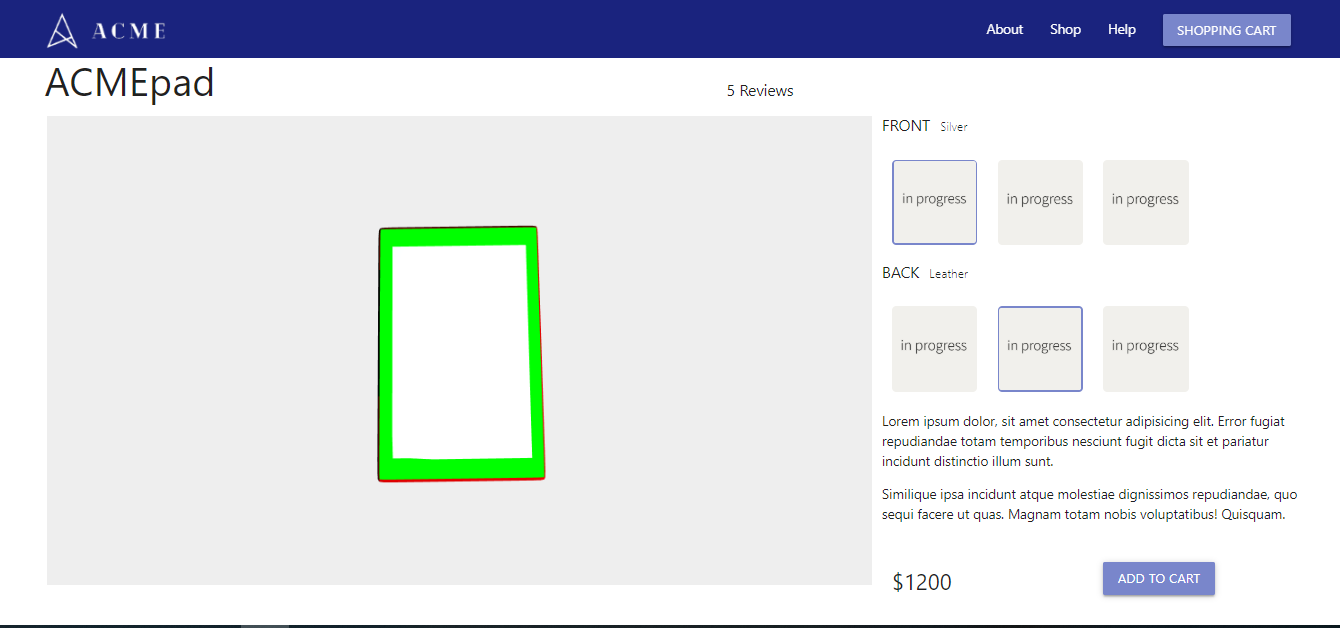 ACME
About Shop Help SHOPPING CART
ACMEpad
5 Reviews
FRONT Silver
in progress in progress in progress
BACK Leather
in progress in progress in progress
Lorem ipsum dolor, sit amet consectetur adipisicing elit. Error fugiat
repudiandae totam temporibus nesciunt fugit dicta sit et pariatur
incidunt distinctio illum sunt.
Similique ipsa incidunt atque molestiae dignissimos repudiandae, quo
sequi facere ut quas. Magnam totam nobis voluptatibus! Quisquam.
$1200 ADD TO CART